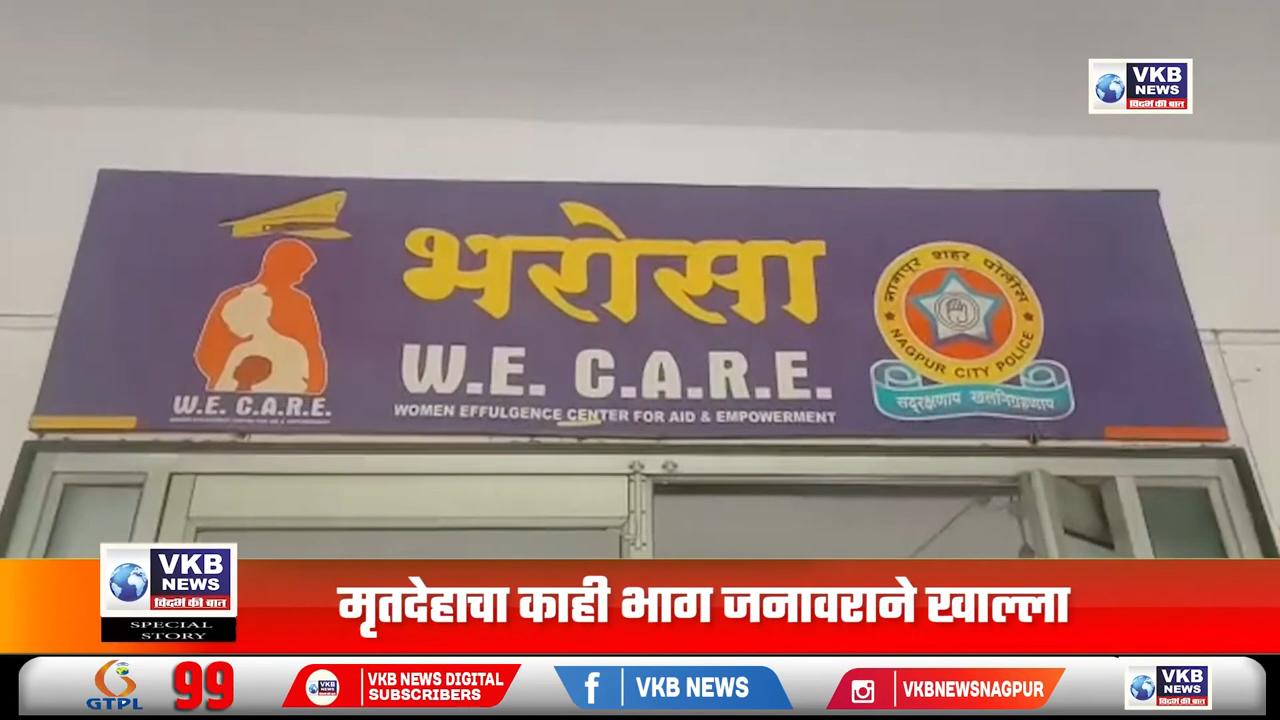 VKB
NEWS
विदर्भ की बात
भरोसा
W.E. C.A.R.E.
WOMEN EFFULGENCE CENTER FOR AID & EMPOWERMENT
W.E. C.A.R.E.
नागपूर शहर पोलीस
NAGPUR CITY POLICE
सद्रक्षणाय खलनिग्रहणाय
VKB
NEWS
विदर्भ की बात
SPECIAL
STORY
मृतदेहाचा काही भाग जनावराने खाल्ला
GTPL
99
VKB NEWS DIGITAL
SUBSCRIBERS
VKB NEWS
VKBNEWSNAGPUR
VKB
NEWS